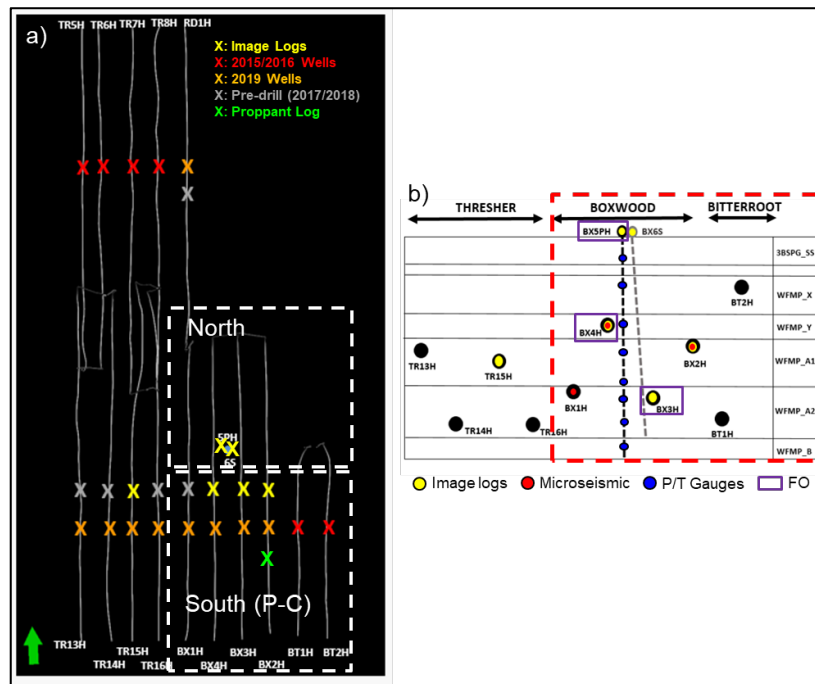 a)
TR5H TR6H TR7H TR8H RD1H
X: Image Logs
X: 2015/2016 Wells
X: 2019 Wells
X: Pre-drill (2017/2018)
X: Proppant Log
X X X X X
X
North
5PH
X X
6S
X X X X X X X X
X X X X X X X X X X
X
South (P-C)
TR13H TR14H TR15H TR16H BX1H BX4H BX3H BX2H BT1H BT2H
b)
THRESHER BOXWOOD BITTERROOT
BX5PH BX6S
3BSPG_SS
BT2H WFMP_X
BX4H WFMP_Y
TR13H TR15H BX2H WFMP_A1
BX1H BX3H WFMP_A2
TR14H TR16H BT1H
WFMP_B
Image logs Microseismic P/T Gauges FO